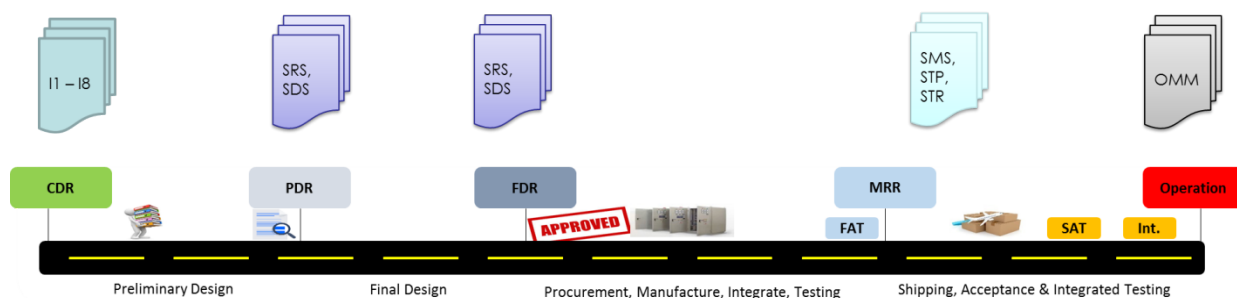 I1 – I8
SRS,
SDS
SRS,
SDS
SMS,
STP,
STR
OMM
CDR
PDR
FDR
MRR
Operation
APPROVED
FAT
SAT
Int.
Preliminary Design
Final Design
Procurement, Manufacture, Integrate, Testing
Shipping, Acceptance & Integrated Testing